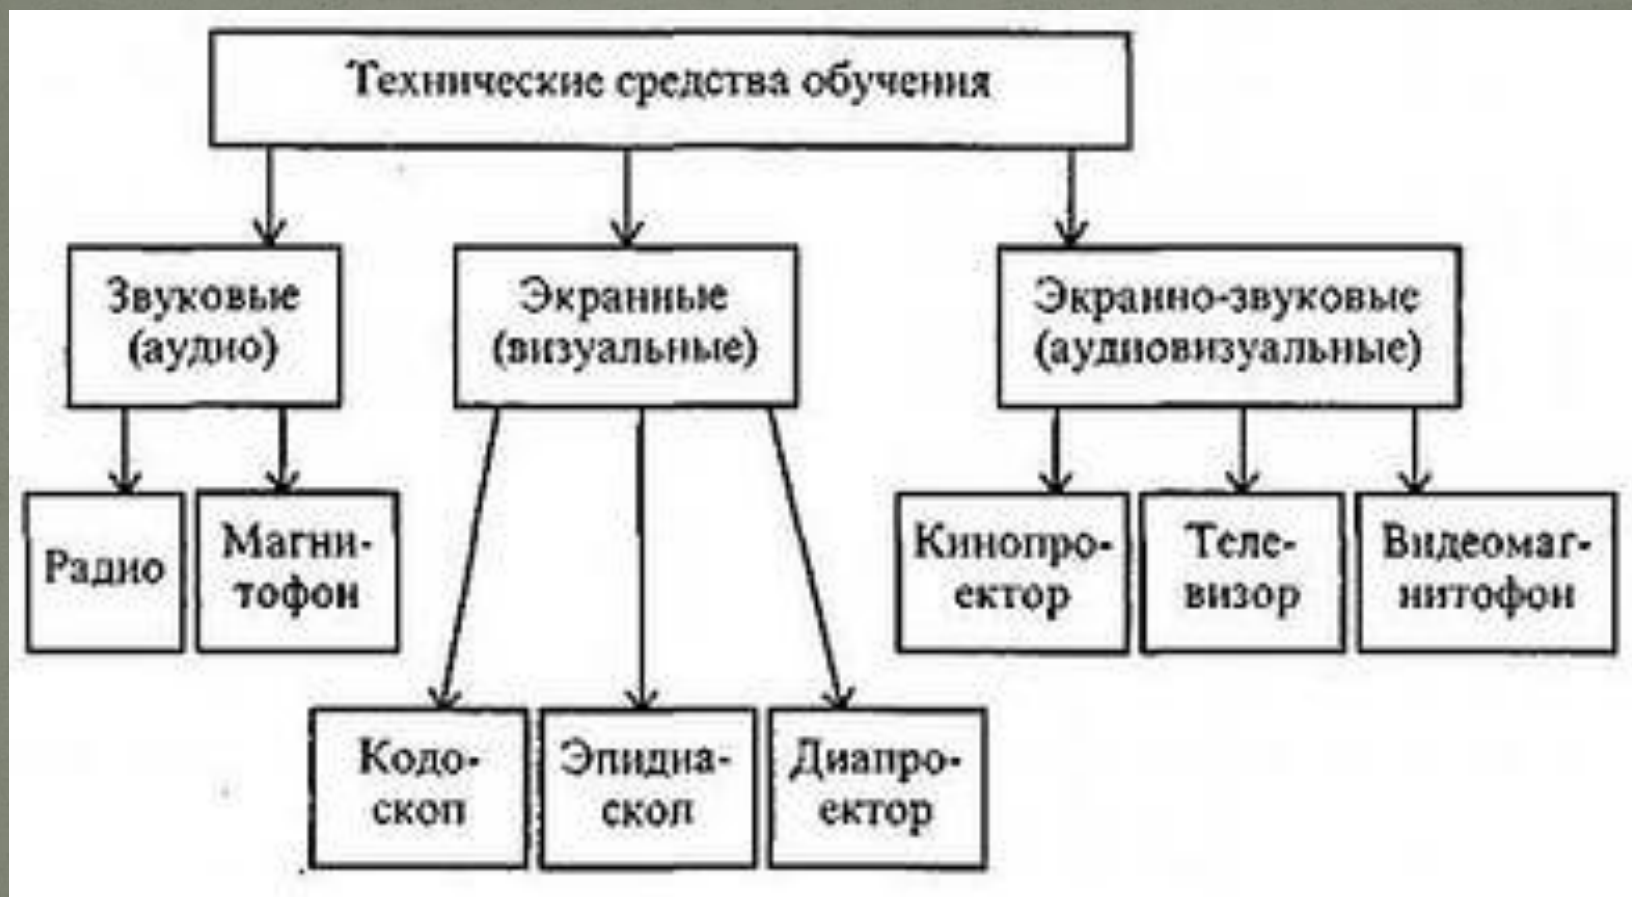 Технические средства обучения
Звуковые
(аудио)
Экранные
(визуальные)
Экранно-звуковые
(аудиовизуальные)
Радио
Магни-
тофон
Кинопро-
ектор
Теле-
визор
Видеомаг-
нитофон
Кодо-
скоп
Эпидиа-
скоп
Диапро-
ектор